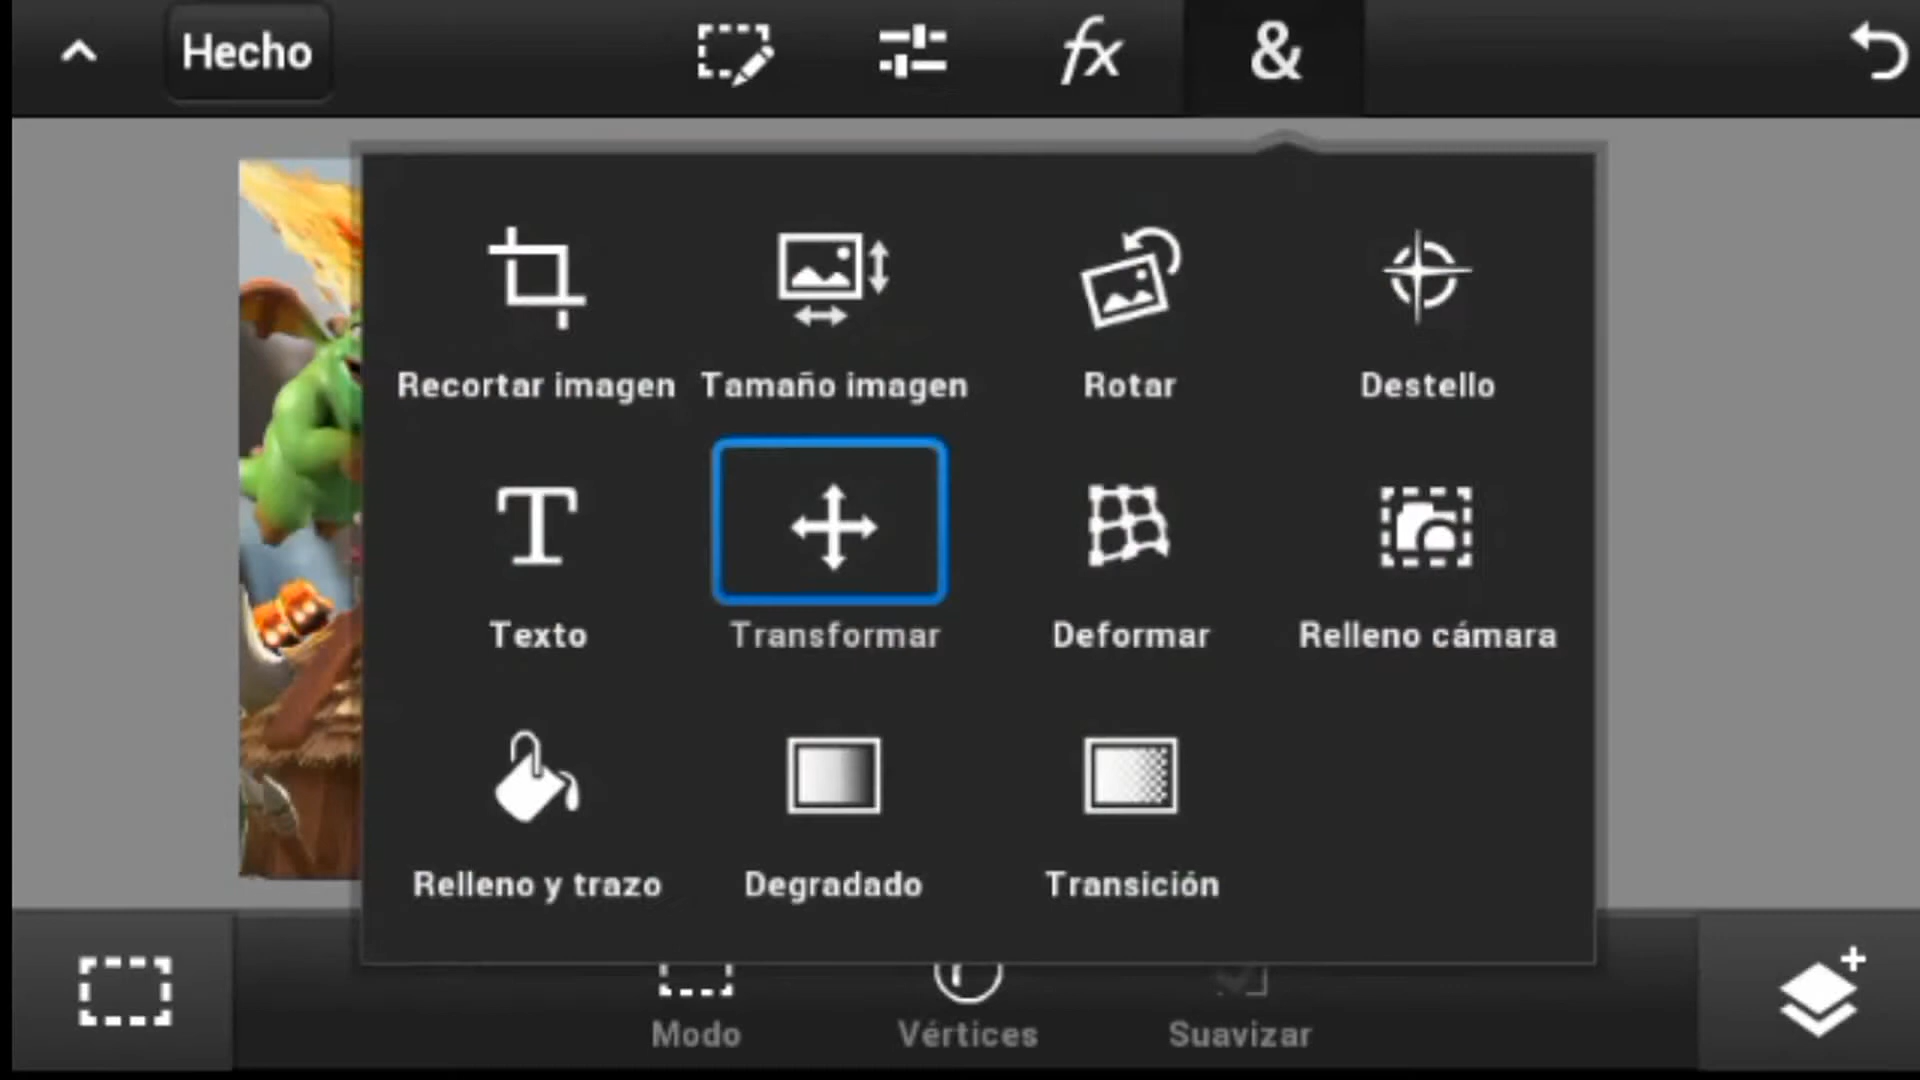 Hecho
fx
&
Recortar imagen
Tamaño imagen
Rotar
Destello
Texto
Transformar
Deformar
Relleno cámara
Relleno y trazo
Degradado
Transición
Modo
Vértices
Suavizar